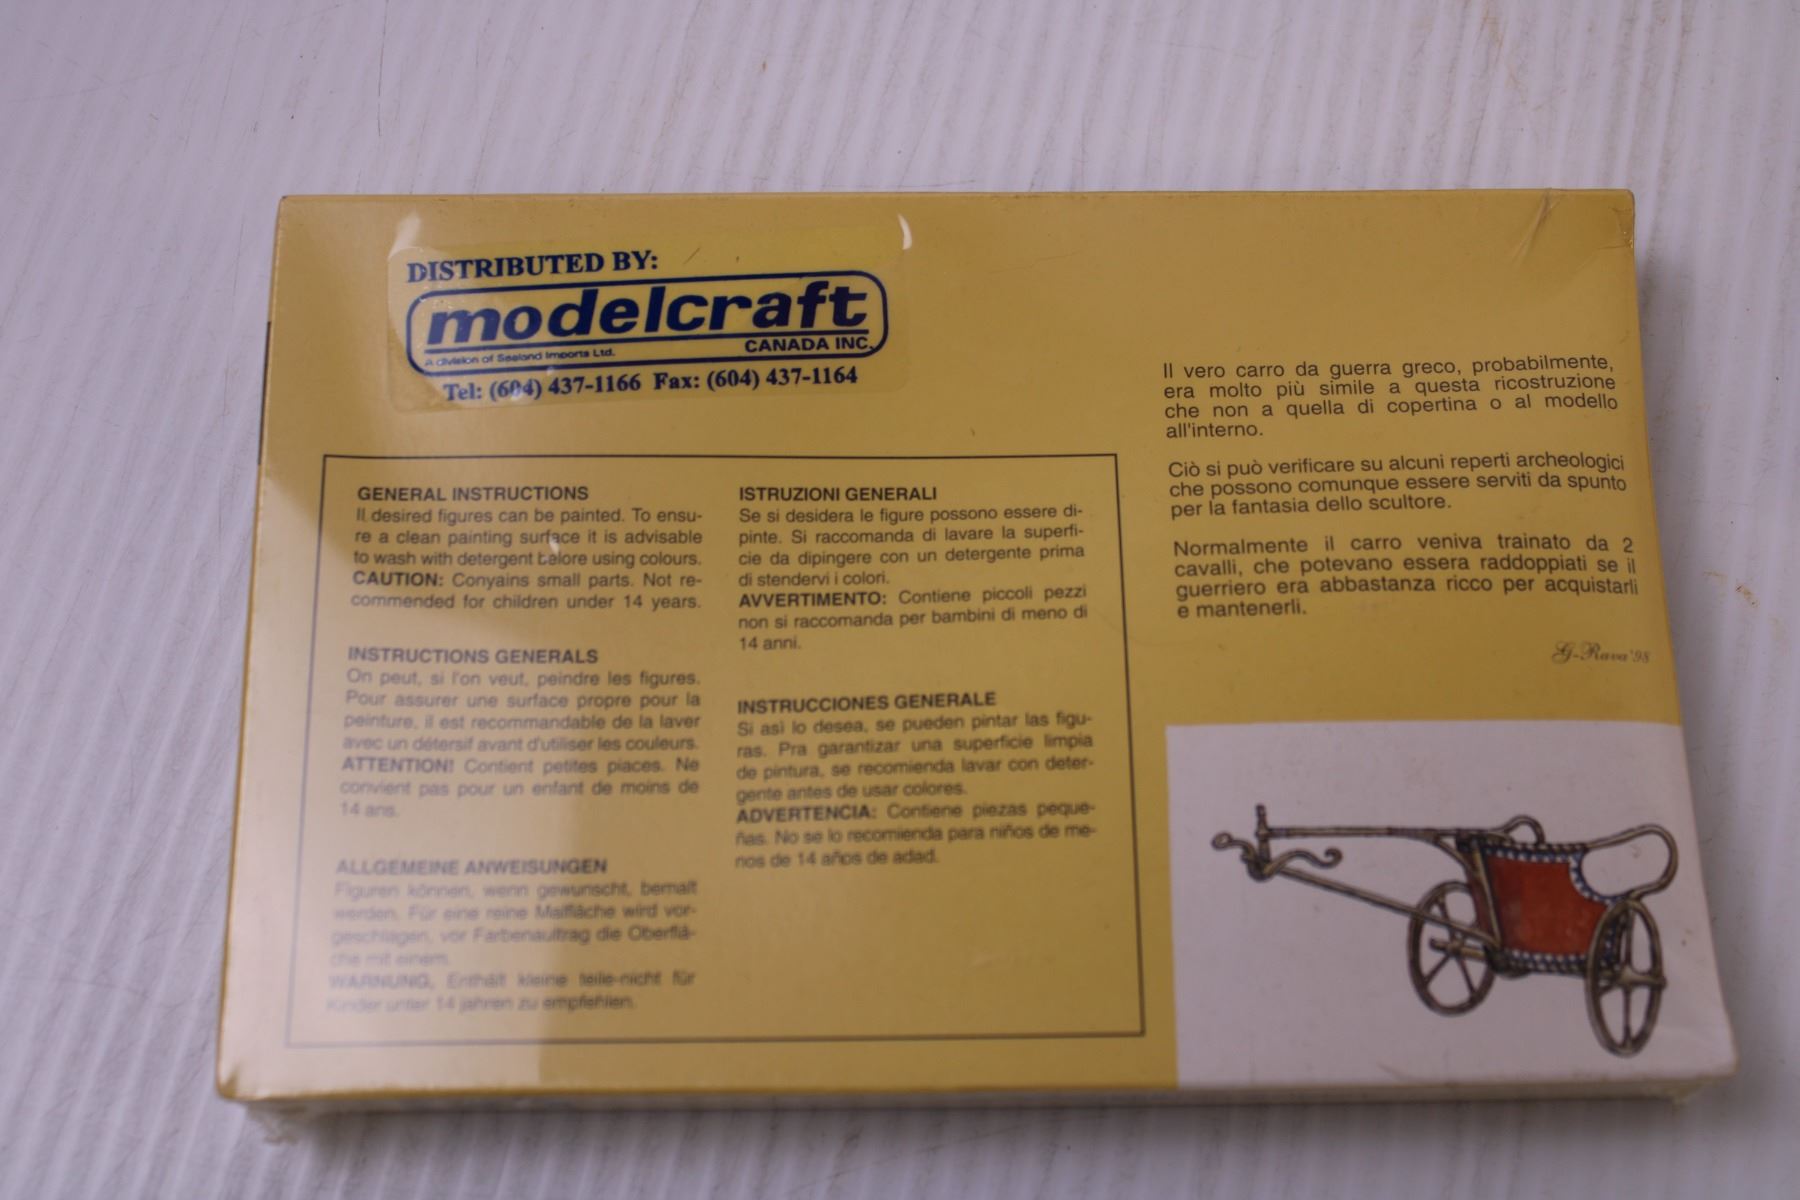 DISTRIBUTED BY:
modelcraft
CANADA INC.
A division of Sealand Imports Ltd.
Tel: (604) 437-1166 Fax: (604) 437-1164
GENERAL INSTRUCTIONS
Il desired figures can be painted. To ensu-
re a clean painting surface it is advisable
to wash with detergent before using colours.
CAUTION: Conyains small parts. Not re-
commended for children under 14 years.
INSTRUCTIONS GENERALS
On peut, si l'on veut, peindre les figures.
Pour assurer une surface propre pour la
peinture, il est recommandable de la laver
avec un détersif avant d'utiliser les couleurs.
ATTENTION! Contient petites piaces. Ne
convient pas pour un enfant de moins de
14 ans.
ALLGEMEINE ANWEISUNGEN
Figuren können, wenn gewunscht, bemalt
werden. Für eine reine Malfläche wird vor-
geschlagen, vor Farbenauftrag die Oberflä-
che mit einem.
WARNUNG, Enthält kleine teile-nicht für
Kinder unter 14 jahren zu empfehlen.
ISTRUZIONI GENERALI
Se si desidera le figure possono essere di-
pinte. Si raccomanda di lavare la superfi-
cie da dipingere con un detergente prima
di stendervi i colori.
AVVERTIMENTO: Contiene piccoli pezzi
non si raccomanda per bambini di meno di
14 anni.
INSTRUCCIONES GENERALE
Si asì lo desea, se pueden pintar las figu-
ras. Pra garantizar una superficie limpia
de pintura, se recomienda lavar con deter-
gente antes de usar colores.
ADVERTENCIA: Contiene piezas peque-
ñas. No se lo recomienda para niños de me-
nos de 14 años de adad.
Il vero carro da guerra greco, probabilmente,
era molto più simile a questa ricostruzione
che non a quella di copertina o al modello
all'interno.
Ciò si può verificare su alcuni reperti archeologici
che possono comunque essere serviti da spunto
per la fantasia dello scultore.
Normalmente il carro veniva trainato da 2
cavalli, che potevano essera raddoppiati se il
guerriero era abbastanza ricco per acquistarli
e mantenerli.
G-Rava'98